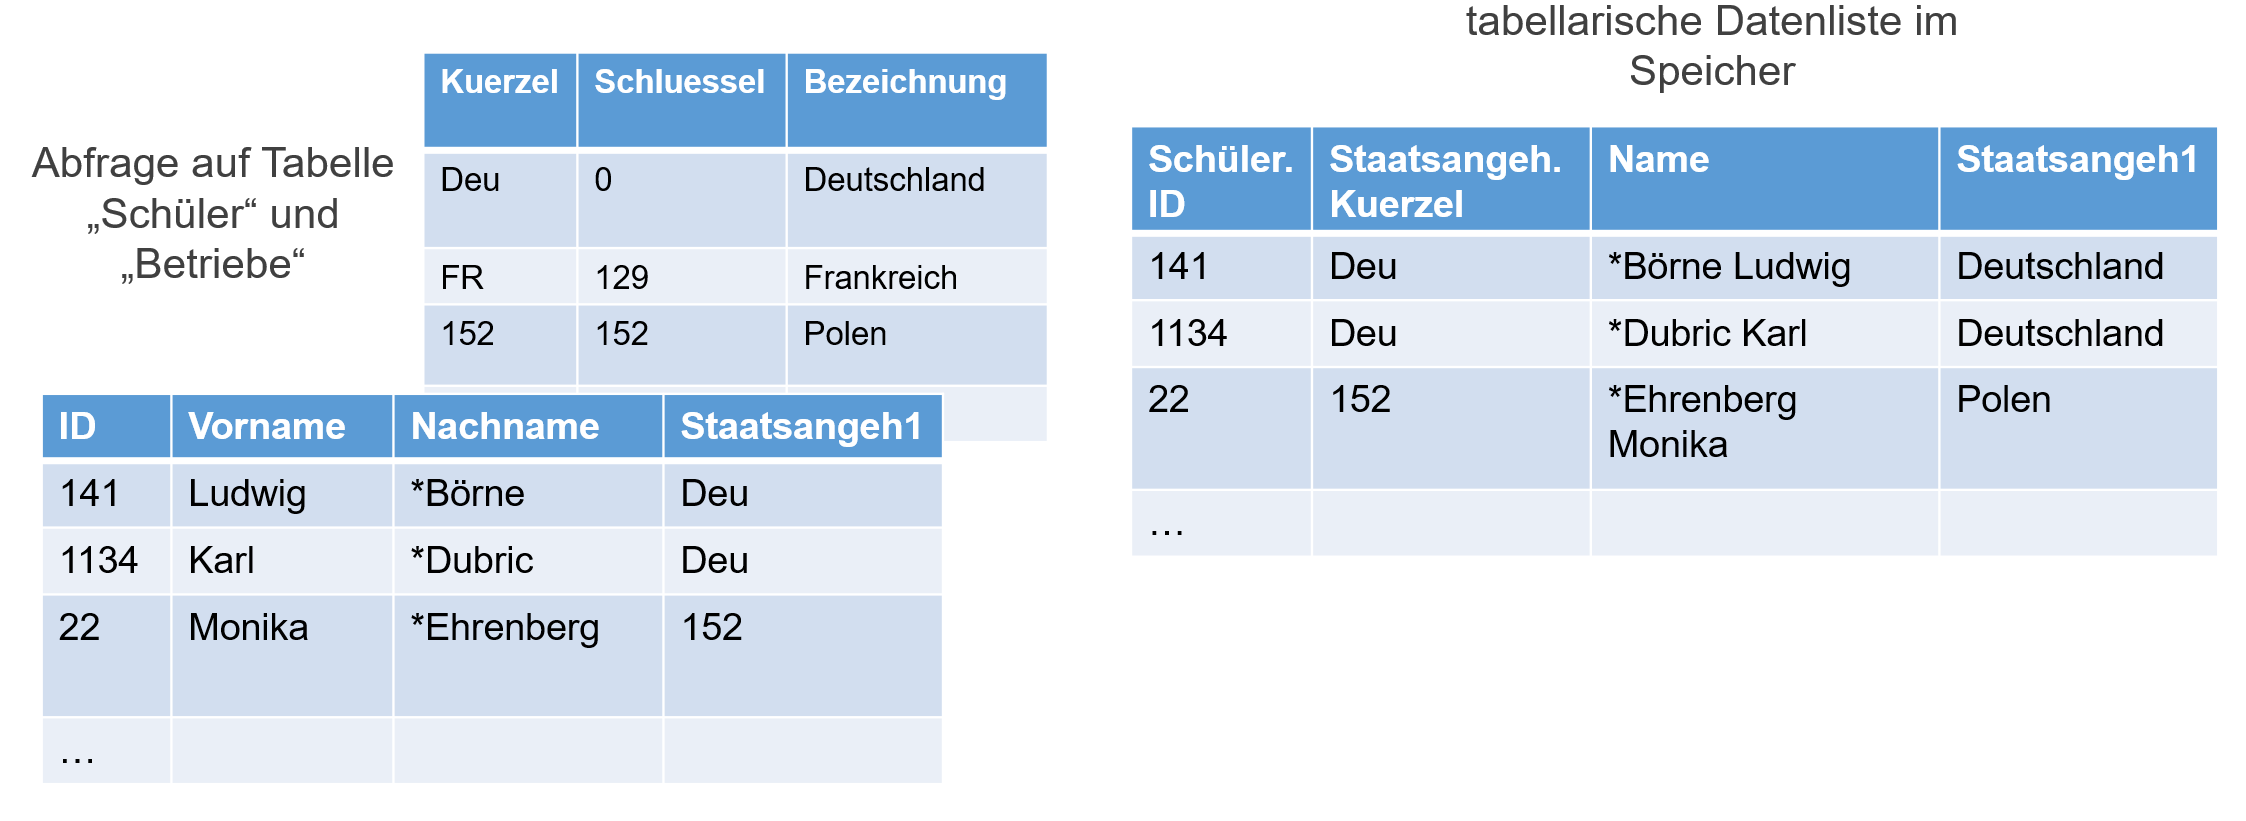 tabellarische Datenliste im
Speicher
Abfrage auf Tabelle
„Schüler“ und
„Betriebe“
Kuerzel Schluessel Bezeichnung
Deu 0 Deutschland
FR 129 Frankreich
152 152 Polen
ID Vorname Nachname Staatsangeh1
141 Ludwig *Börne Deu
1134 Karl *Dubric Deu
22 Monika *Ehrenberg 152
…
Schüler. Staatsangeh. Name Staatsangeh1
ID Kuerzel
141 Deu *Börne Ludwig Deutschland
1134 Deu *Dubric Karl Deutschland
22 152 *Ehrenberg Polen
Monika
…